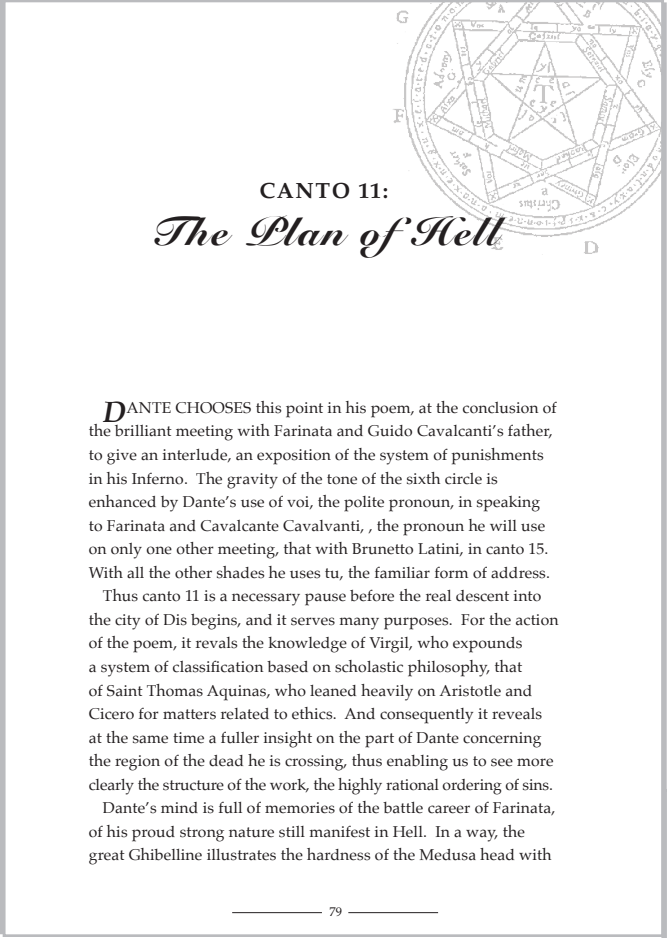 G
F
E
D
CANTO 11:
The Plan of Hell
DANTE CHOOSES this point in his poem, at the conclusion of
the brilliant meeting with Farinata and Guido Cavalcanti's father,
to give an interlude, an exposition of the system of punishments
in his Inferno. The gravity of the tone of the sixth circle is
enhanced by Dante's use of voi, the polite pronoun, in speaking
to Farinata and Cavalcante Cavalvanti, , the pronoun he will use
on only one other meeting, that with Brunetto Latini, in canto 15.
With all the other shades he uses tu, the familiar form of address.
Thus canto 11 is a necessary pause before the real descent into
the city of Dis begins, and it serves many purposes. For the action
of the poem, it revals the knowledge of Virgil, who expounds
a system of classification based on scholastic philosophy, that
of Saint Thomas Aquinas, who leaned heavily on Aristotle and
Cicero for matters related to ethics. And consequently it reveals
at the same time a fuller insight on the part of Dante concerning
the region of the dead he is crossing, thus enabling us to see more
clearly the structure of the work, the highly rational ordering of sins.
Dante's mind is full of memories of the battle career of Farinata,
of his proud strong nature still manifest in Hell. In a way, the
great Ghibelline illustrates the hardness of the Medusa head with
79